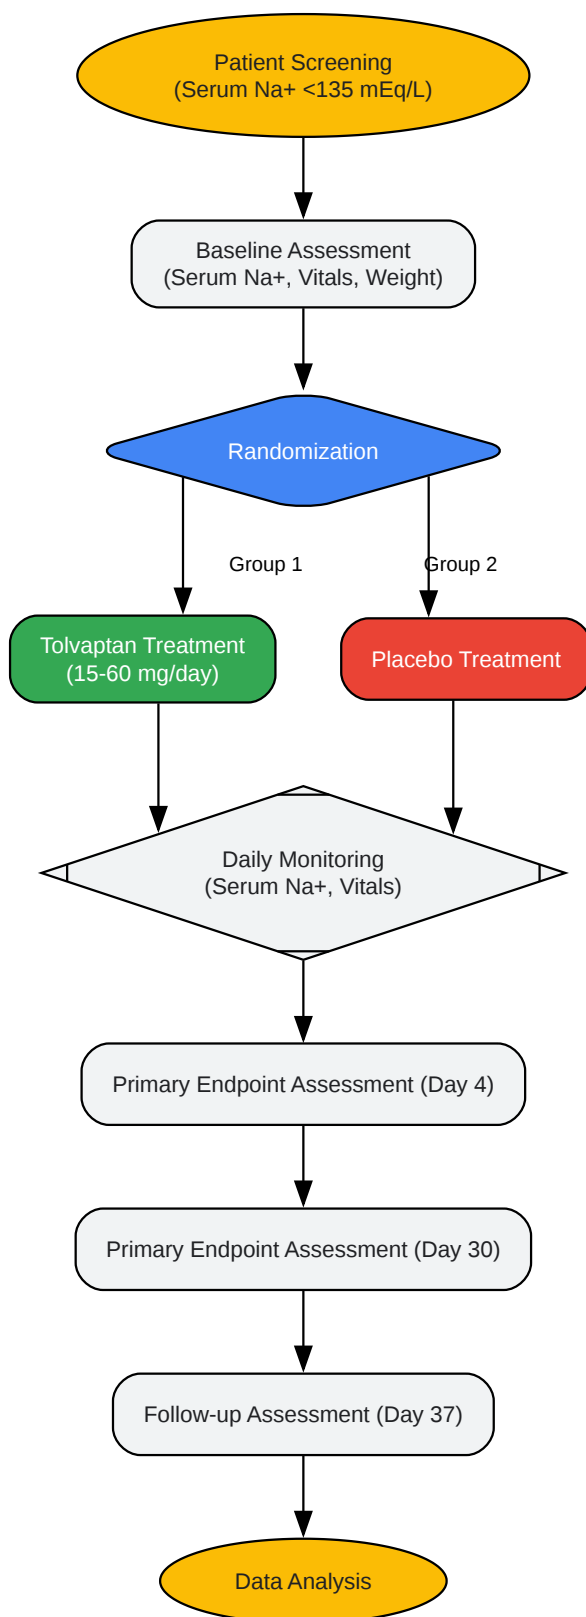 Patient Screening
(Serum Na+ <135 mEq/L)
Baseline Assessment
(Serum Na+, Vitals, Weight)
Randomization
Group 1
Group 2
Tolvaptan Treatment
(15-60 mg/day)
Placebo Treatment
Daily Monitoring
(Serum Na+, Vitals)
Primary Endpoint Assessment (Day 4)
Primary Endpoint Assessment (Day 30)
Follow-up Assessment (Day 37)
Data Analysis